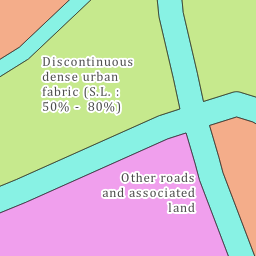 Discontinuous
dense urban
fabric (S.L. :
50% -  80%)
Other roads
and associated
land